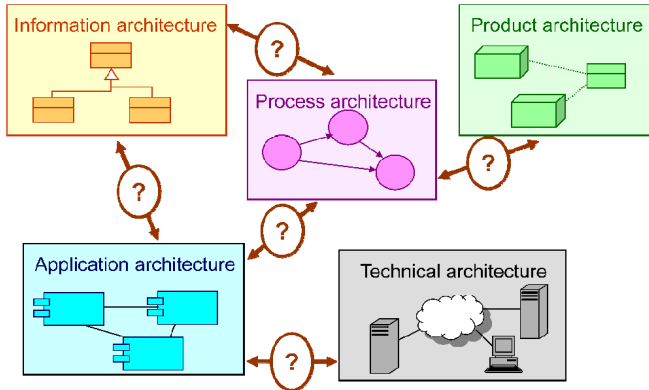 Information architecture
?
Product architecture
Process architecture
?
?
?
Application architecture
Technical architecture
?